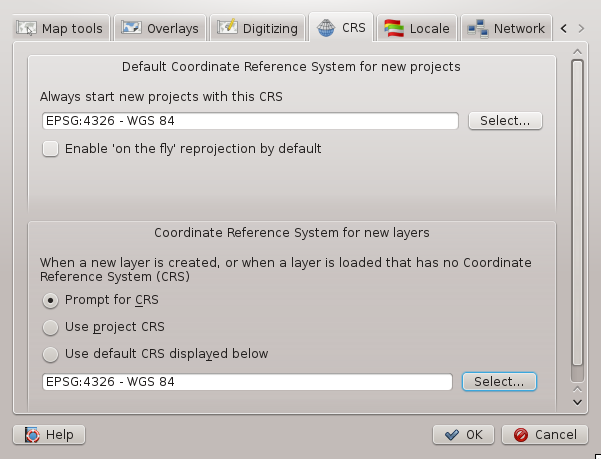 Map tools Overlays Digitizing CRS Locale Network
Default Coordinate Reference System for new projects
Always start new projects with this CRS
EPSG:4326 - WGS 84 Select...
Enable 'on the fly' reprojection by default
Coordinate Reference System for new layers
When a new layer is created, or when a layer is loaded that has no Coordinate
Reference System (CRS)
Prompt for CRS
Use project CRS
Use default CRS displayed below
EPSG:4326 - WGS 84 Select...
Help OK Cancel